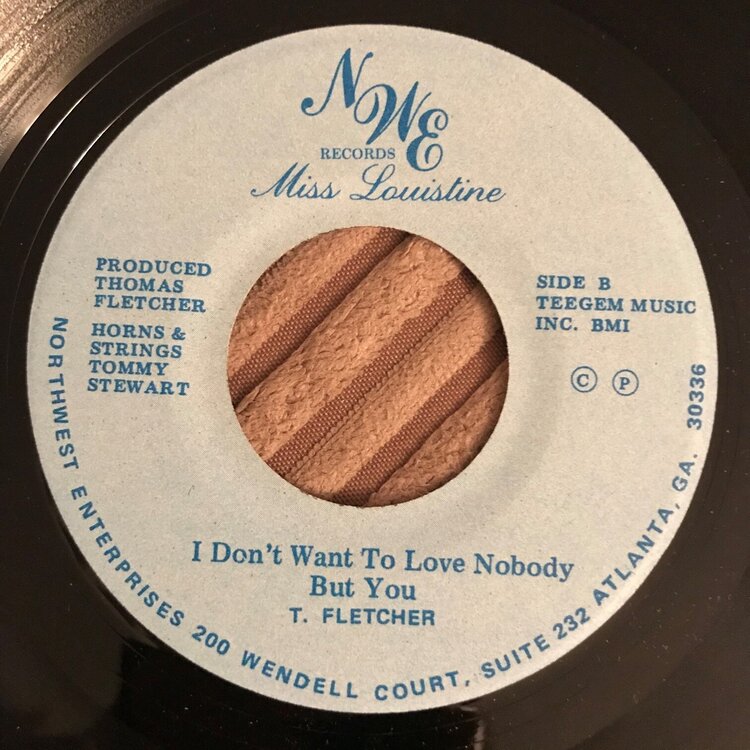 NWE
RECORDS
Miss Louistine
PRODUCED
THOMAS
FLETCHER
HORNS &
STRINGS
TOMMY
STEWART
SIDE B
TEEGEM MUSIC
INC. BMI
© ℗
I Don't Want To Love Nobody
But You
T. FLETCHER
NORTHWEST ENTERPRISES 200 WENDELL COURT, SUITE 232 ATLANTA, GA. 30336